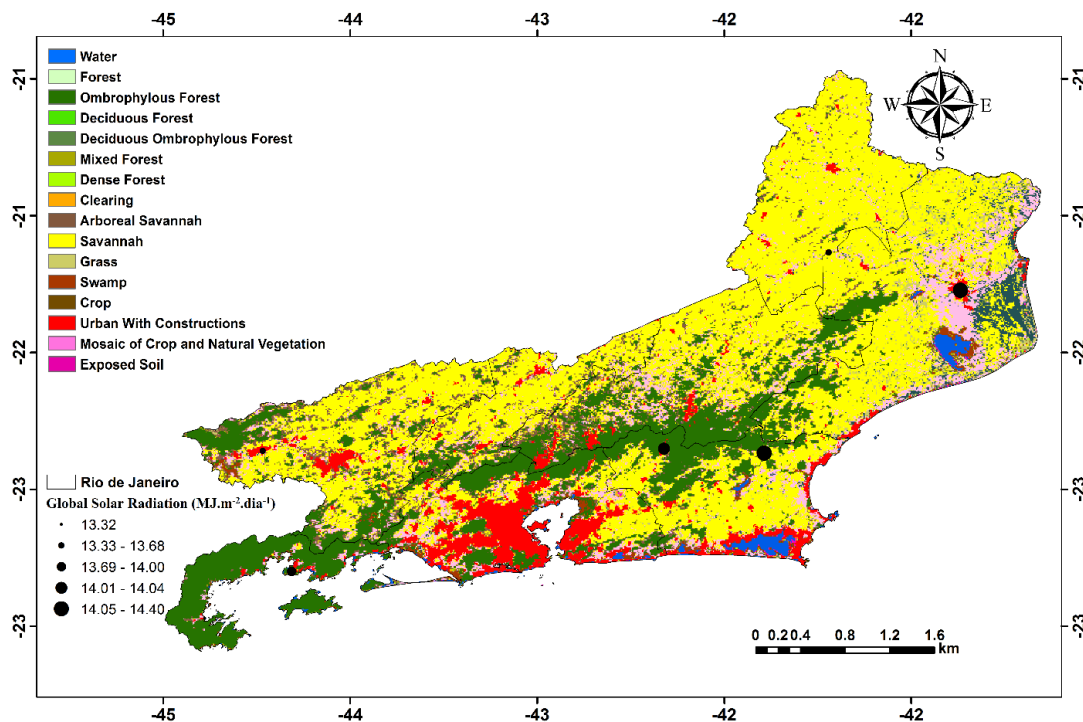 -45 -44 -43 -42 -42
-21
-21
-22
-23
-23
-21
-21
-22
-23
-23
N
W E
S
Water
Forest
Ombrophylous Forest
Deciduous Forest
Deciduous Ombrophylous Forest
Mixed Forest
Dense Forest
Clearing
Arboreal Savannah
Savannah
Grass
Swamp
Crop
Urban With Constructions
Mosaic of Crop and Natural Vegetation
Exposed Soil
Rio de Janeiro
Global Solar Radiation (MJ.m⁻².dia⁻¹)
13.32
13.33 - 13.68
13.69 - 14.00
14.01 - 14.04
14.05 - 14.40
0 0.20.4 0.8 1.2 1.6
km
-45 -44 -43 -42 -42